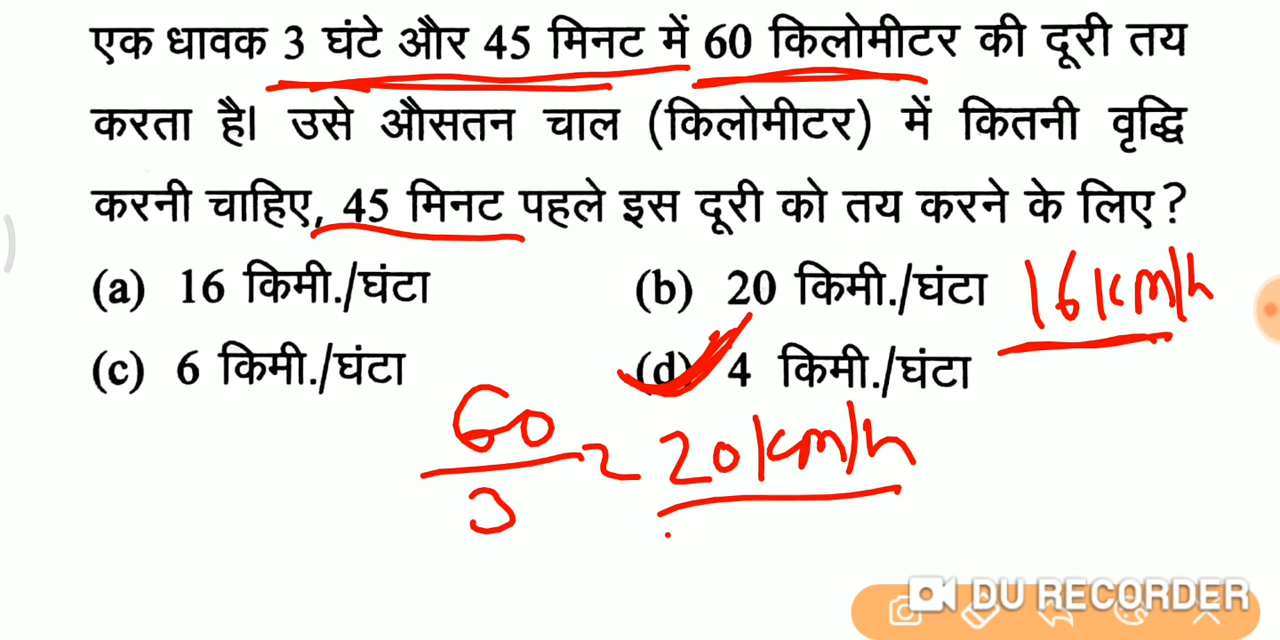 एक धावक 3 घंटे और 45 मिनट में 60 किलोमीटर की दूरी तय
करता है। उसे औसतन चाल (किलोमीटर) में कितनी वृद्धि
करनी चाहिए, 45 मिनट पहले इस दूरी को तय करने के लिए?
(a) 16 किमी./घंटा (b) 20 किमी./घंटा 16km/h
(c) 6 किमी./घंटा (d) 4 किमी./घंटा
60
3
= 20km/h
DU RECORDER